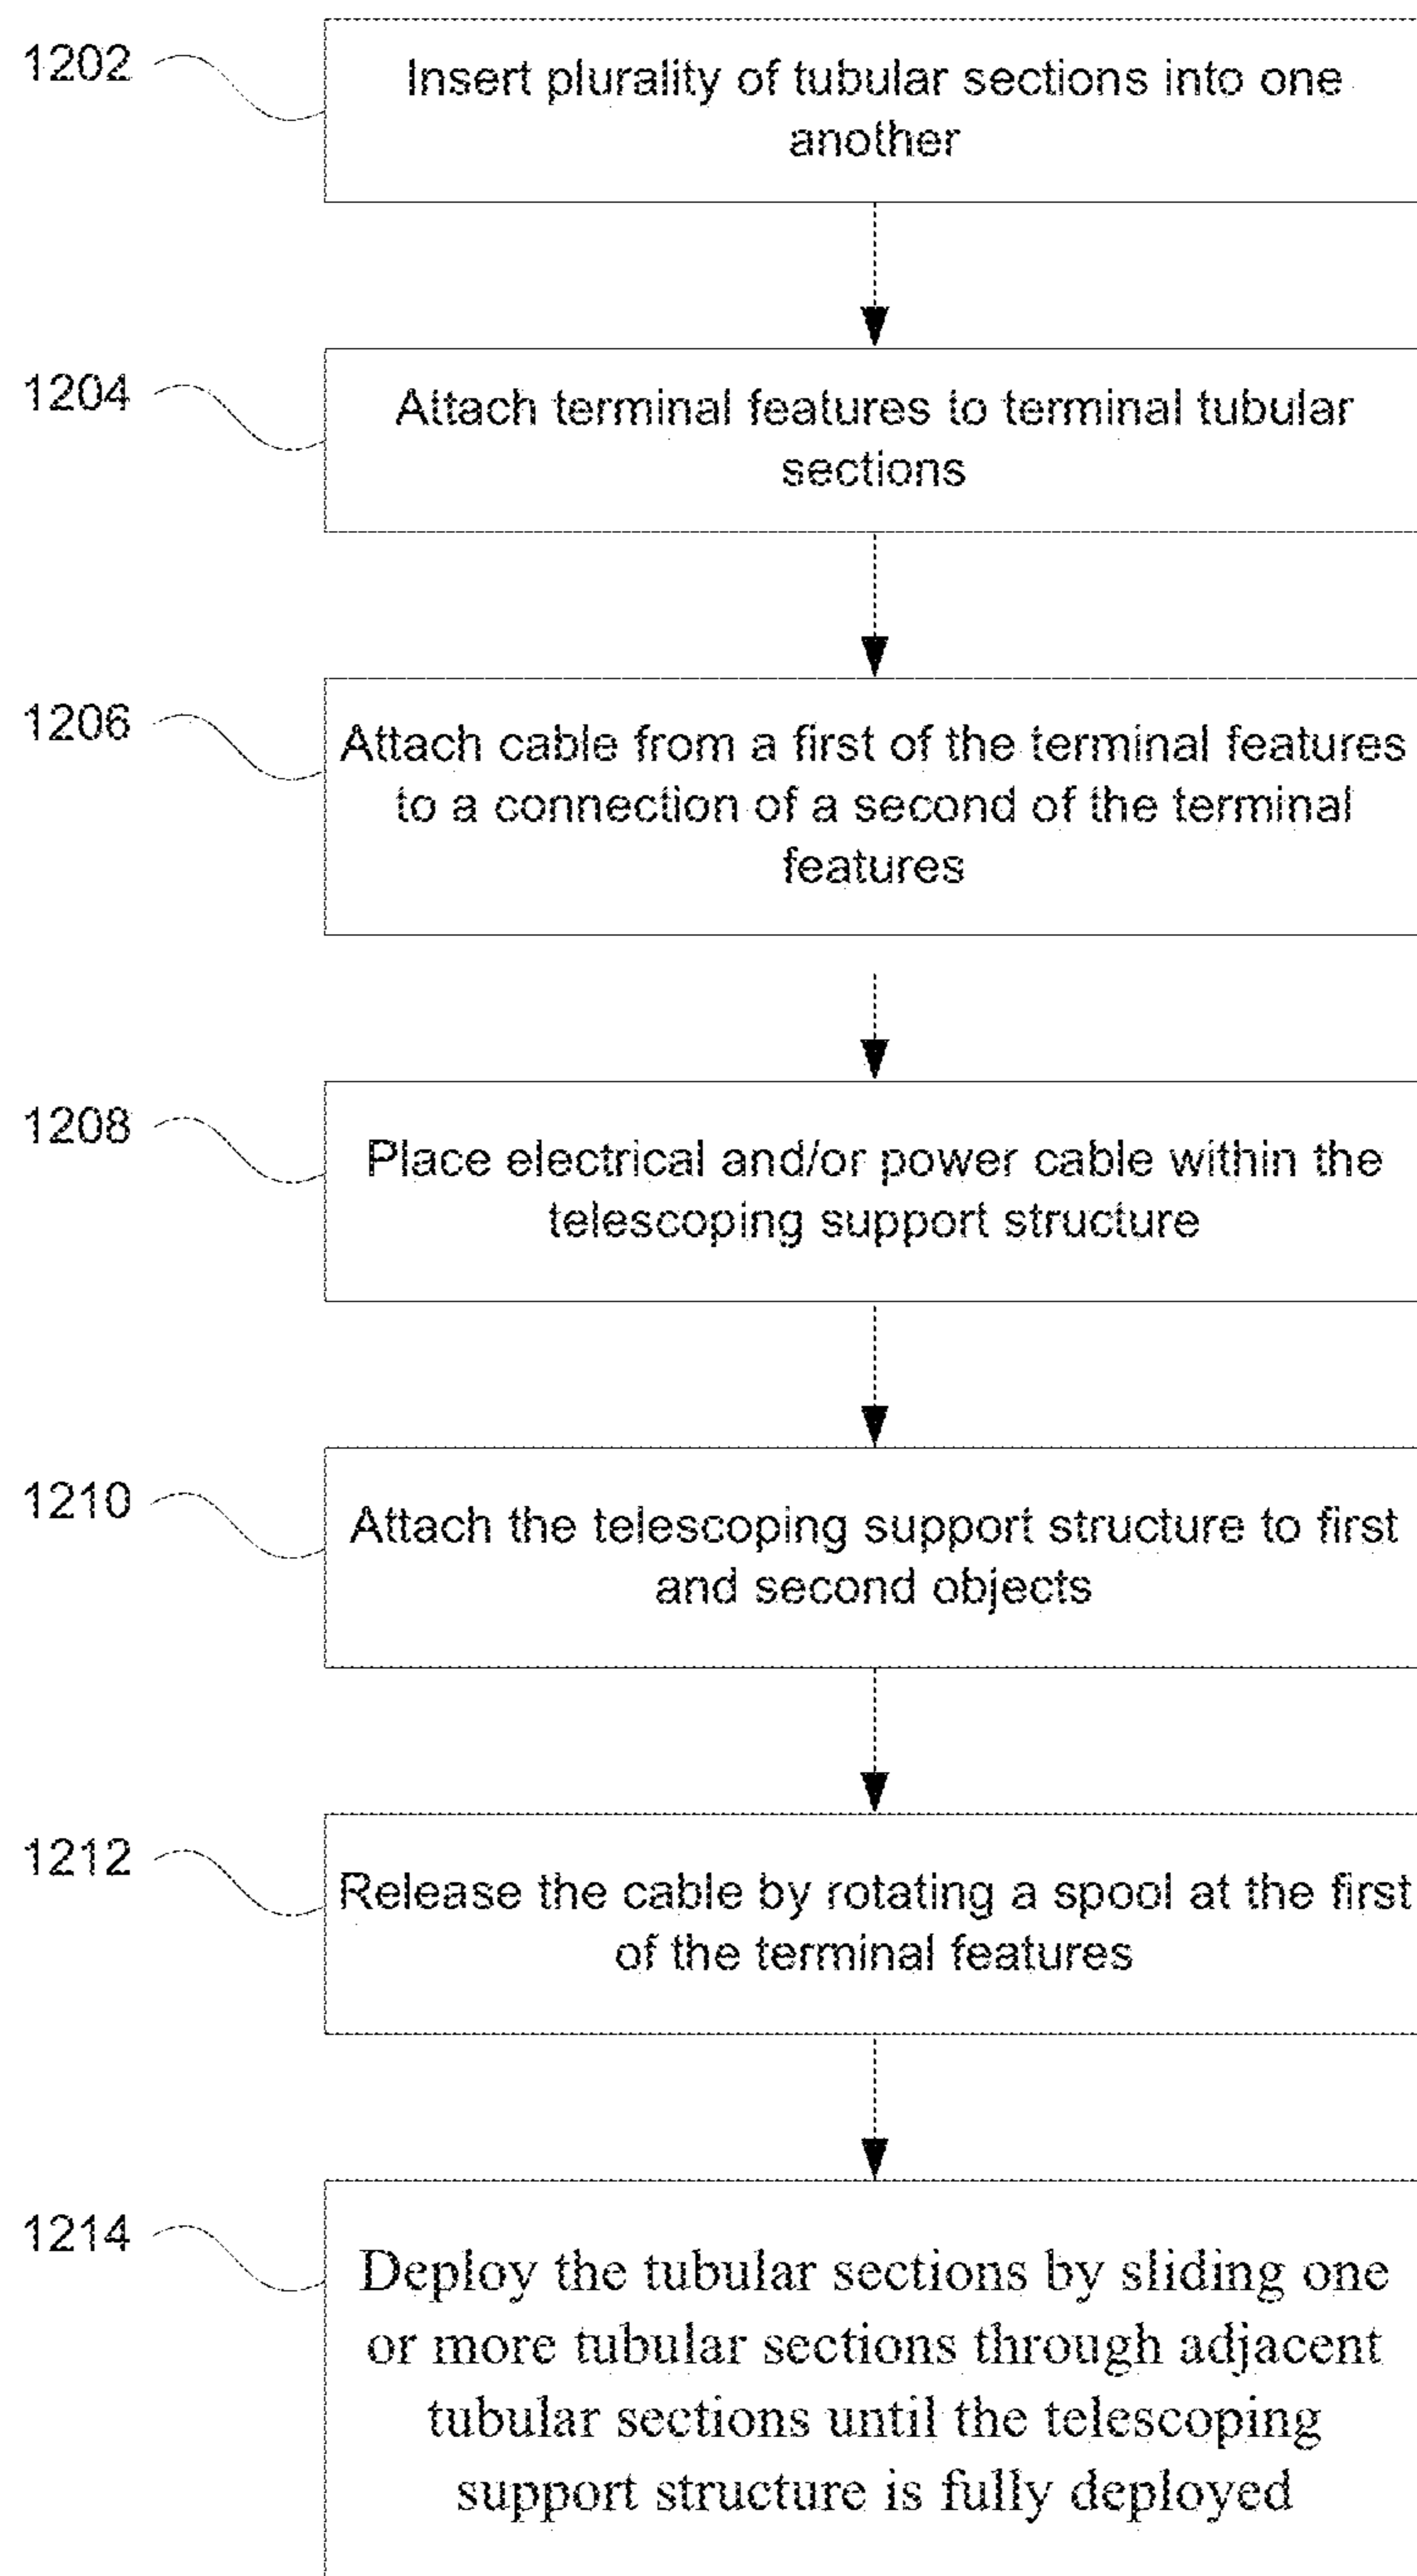 1202
Insert plurality of tubular sections into one
another
1204
Attach terminal features to terminal tubular
sections
1206
Attach cable from a first of the terminal features
to a connection of a second of the terminal
features
1208
Place electrical and/or power cable within the
telescoping support structure
1210
Attach the telescoping support structure to first
and second objects
1212
Release the cable by rotating a spool at the first
of the terminal features
1214
Deploy the tubular sections by sliding one
or more tubular sections through adjacent
tubular sections until the telescoping
support structure is fully deployed